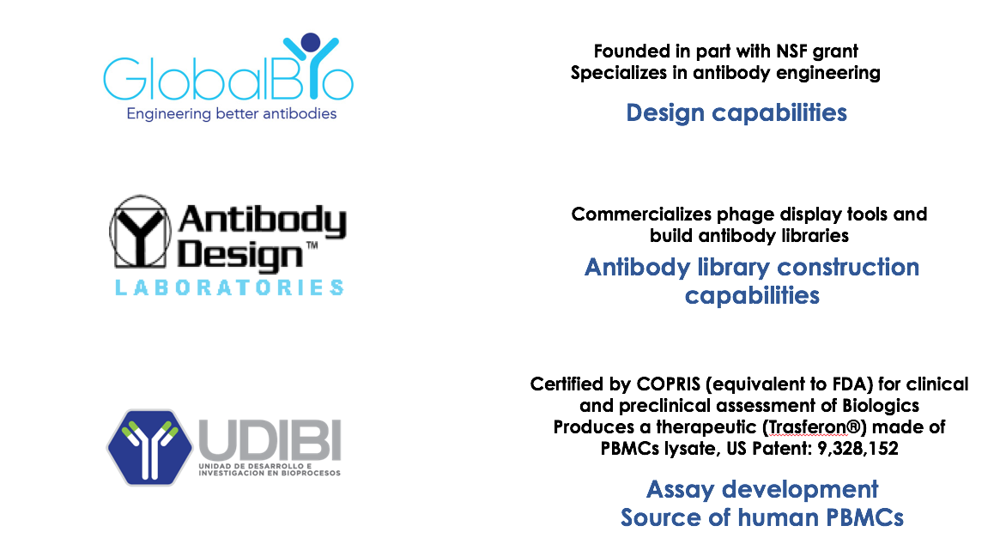 GlobalBYo
Engineering better antibodies
Founded in part with NSF grant
Specializes in antibody engineering
Design capabilities
Antibody
Design™
LABORATORIES
Commercializes phage display tools and
build antibody libraries
Antibody library construction
capabilities
UDIBI
UNIDAD DE DESARROLLO E
INVESTIGACION EN BIOPROCESOS
Certified by COPRIS (equivalent to FDA) for clinical
and preclinical assessment of Biologics
Produces a therapeutic (Trasferon®) made of
PBMCs lysate, US Patent: 9,328,152
Assay development
Source of human PBMCs